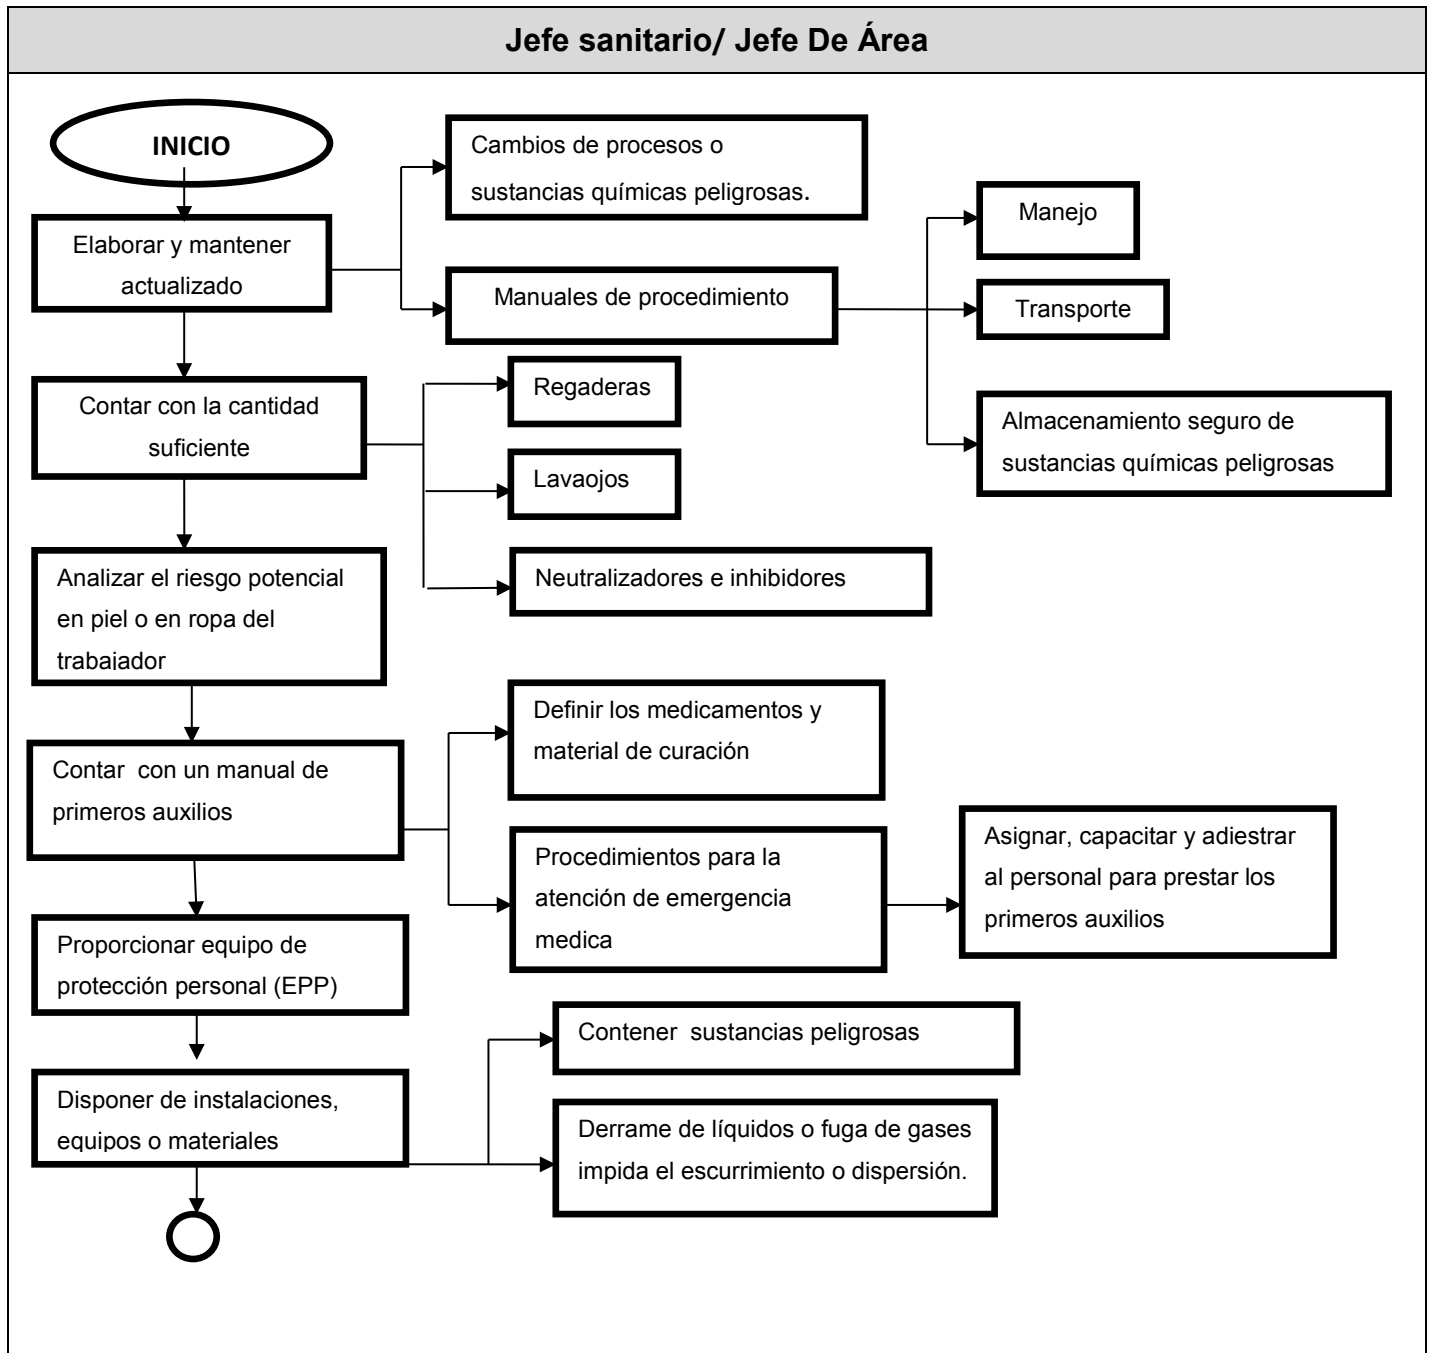 Jefe sanitario/ Jefe De Área
INICIO
Elaborar y mantener
actualizado
Cambios de procesos o
sustancias químicas peligrosas.
Manuales de procedimiento
Manejo
Transporte
Almacenamiento seguro de
sustancias químicas peligrosas
Contar con la cantidad
suficiente
Regaderas
Lavaojos
Neutralizadores e inhibidores
Analizar el riesgo potencial
en piel o en ropa del
trabajador
Contar  con un manual de
primeros auxilios
Definir los medicamentos y
material de curación
Procedimientos para la
atención de emergencia
medica
Asignar, capacitar y adiestrar
al personal para prestar los
primeros auxilios
Proporcionar equipo de
protección personal (EPP)
Disponer de instalaciones,
equipos o materiales
Contener  sustancias peligrosas
Derrame de líquidos o fuga de gases
impida el escurrimiento o dispersión.